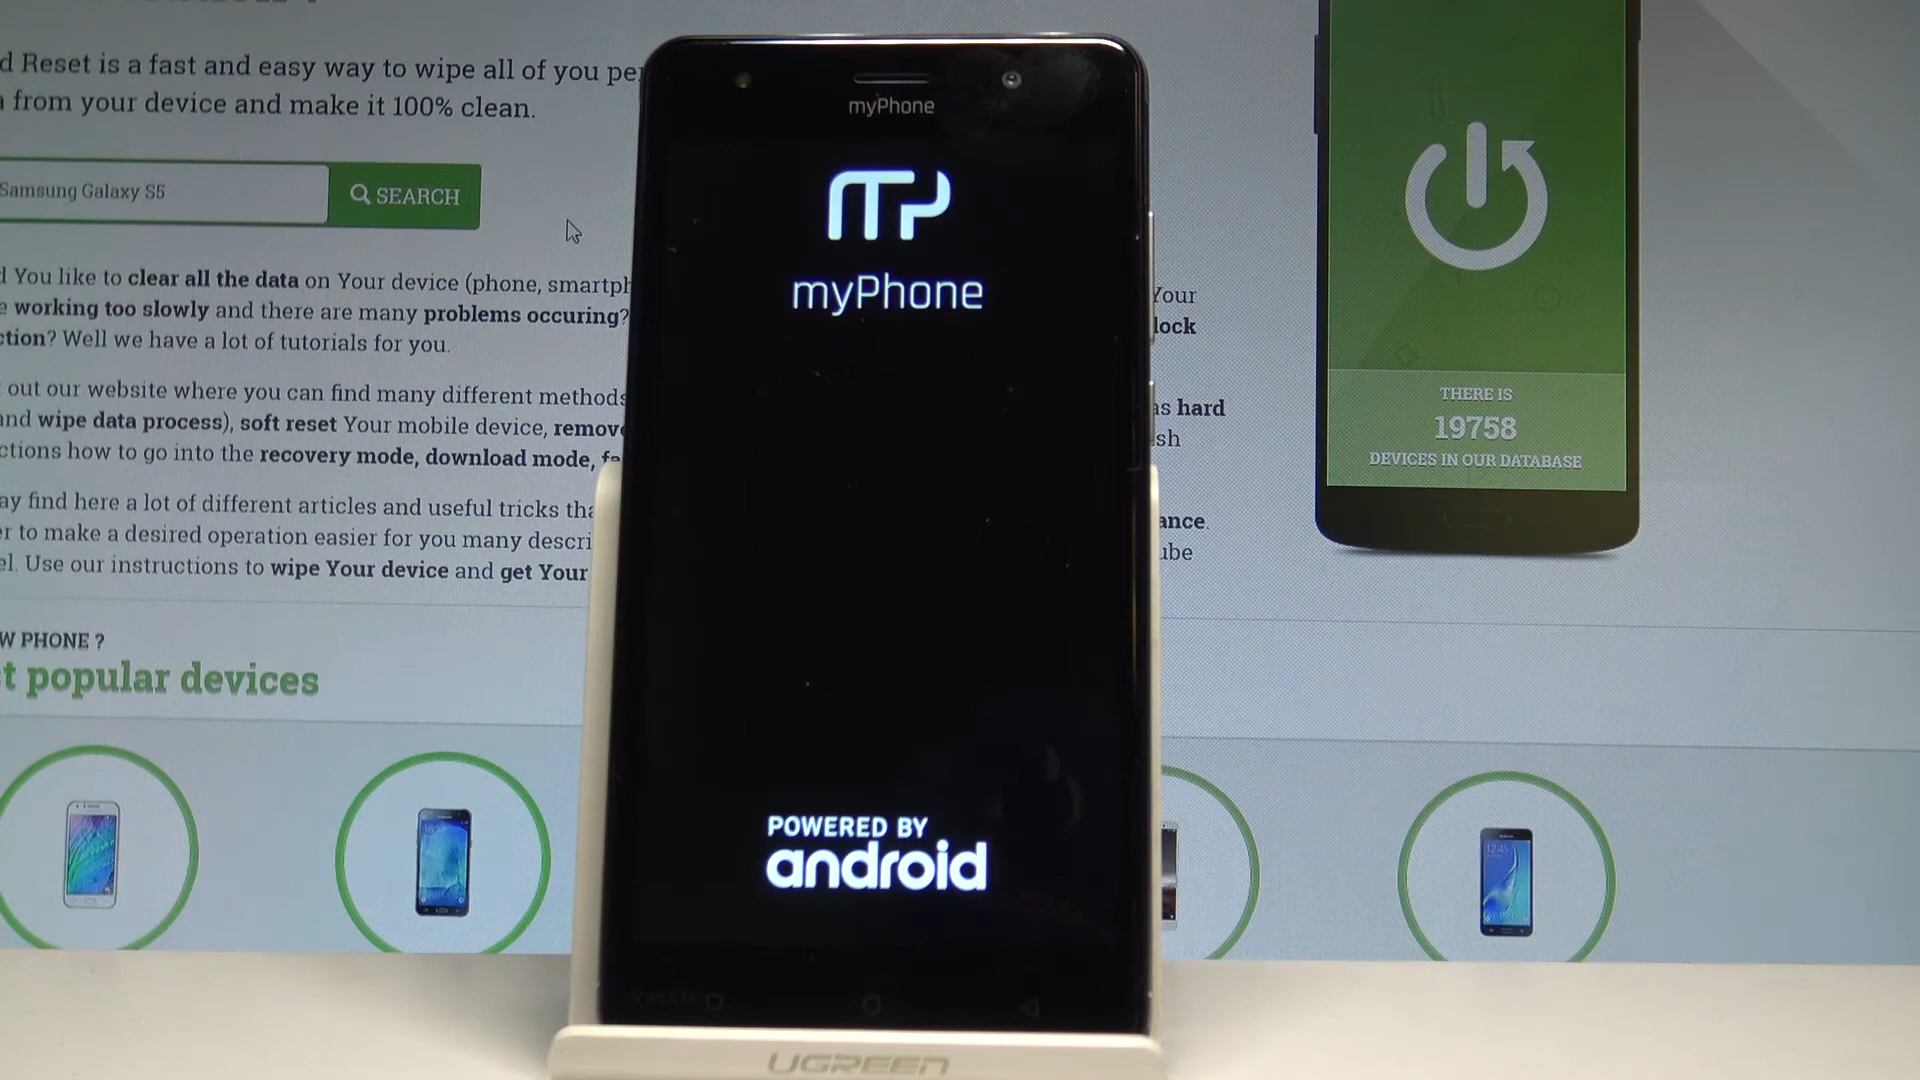 d Reset is a fast and easy way to wipe all of you
from your device and make it 100% clean.
Samsung Galaxy S5
SEARCH
You like to clear all the data on Your device (phone,
working too slowly and there are many problems occuring?
ction? Well we have a lot of tutorials for you.
out our website where you can find many different methods
and wipe data process), soft reset Your mobile device, remov
ctions how to go into the recovery mode, download mode,
ay find here a lot of different articles and useful tricks tha
er to make a desired operation easier for you many descri
el. Use our instructions to wipe Your device and get Your
W PHONE ?
t popular devices
myPhone
myPhone
POWERED BY
android
UGREEN
Your
lock
as hard
sh
ance.
ube
THERE IS
19758
DEVICES IN OUR DATABASE